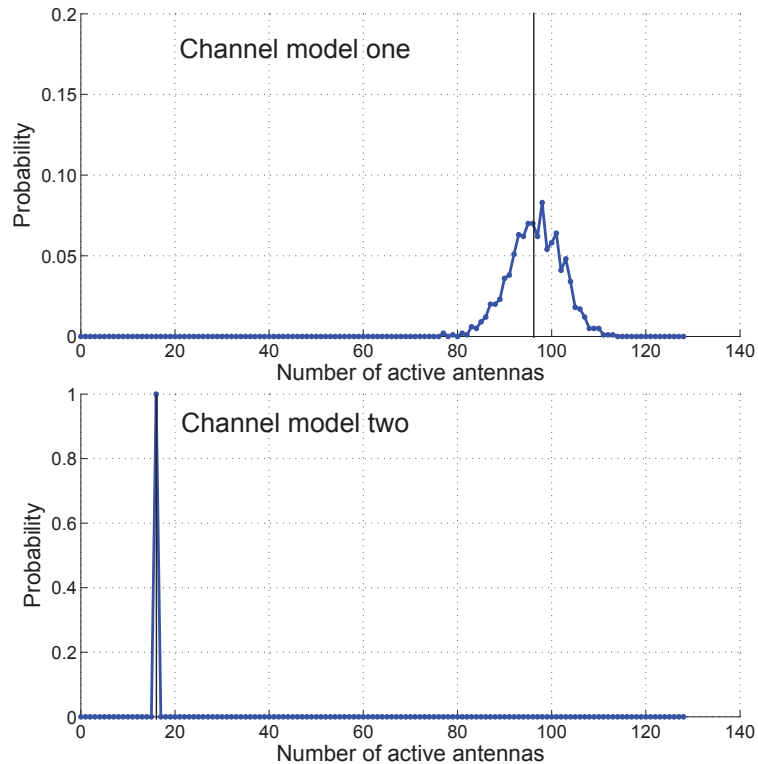 0.2
Channel model one
0.15
Probability
0.1
0.05
0
0 20 40 60 80 100 120 140
Number of active antennas
1
Channel model two
0.8
Probability
0.6
0.4
0.2
0
0 20 40 60 80 100 120 140
Number of active antennas